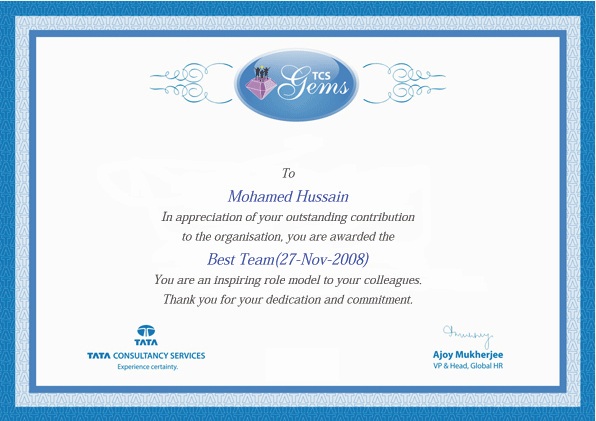 TCS
Gems
To
Mohamed Hussain
In appreciation of your outstanding contribution
to the organisation, you are awarded the
Best Team(27-Nov-2008)
You are an inspiring role model to your colleagues.
Thank you for your dedication and commitment.
TATA
TATA CONSULTANCY SERVICES
Experience certainty.
Ajoy Mukherjee
VP & Head, Global HR